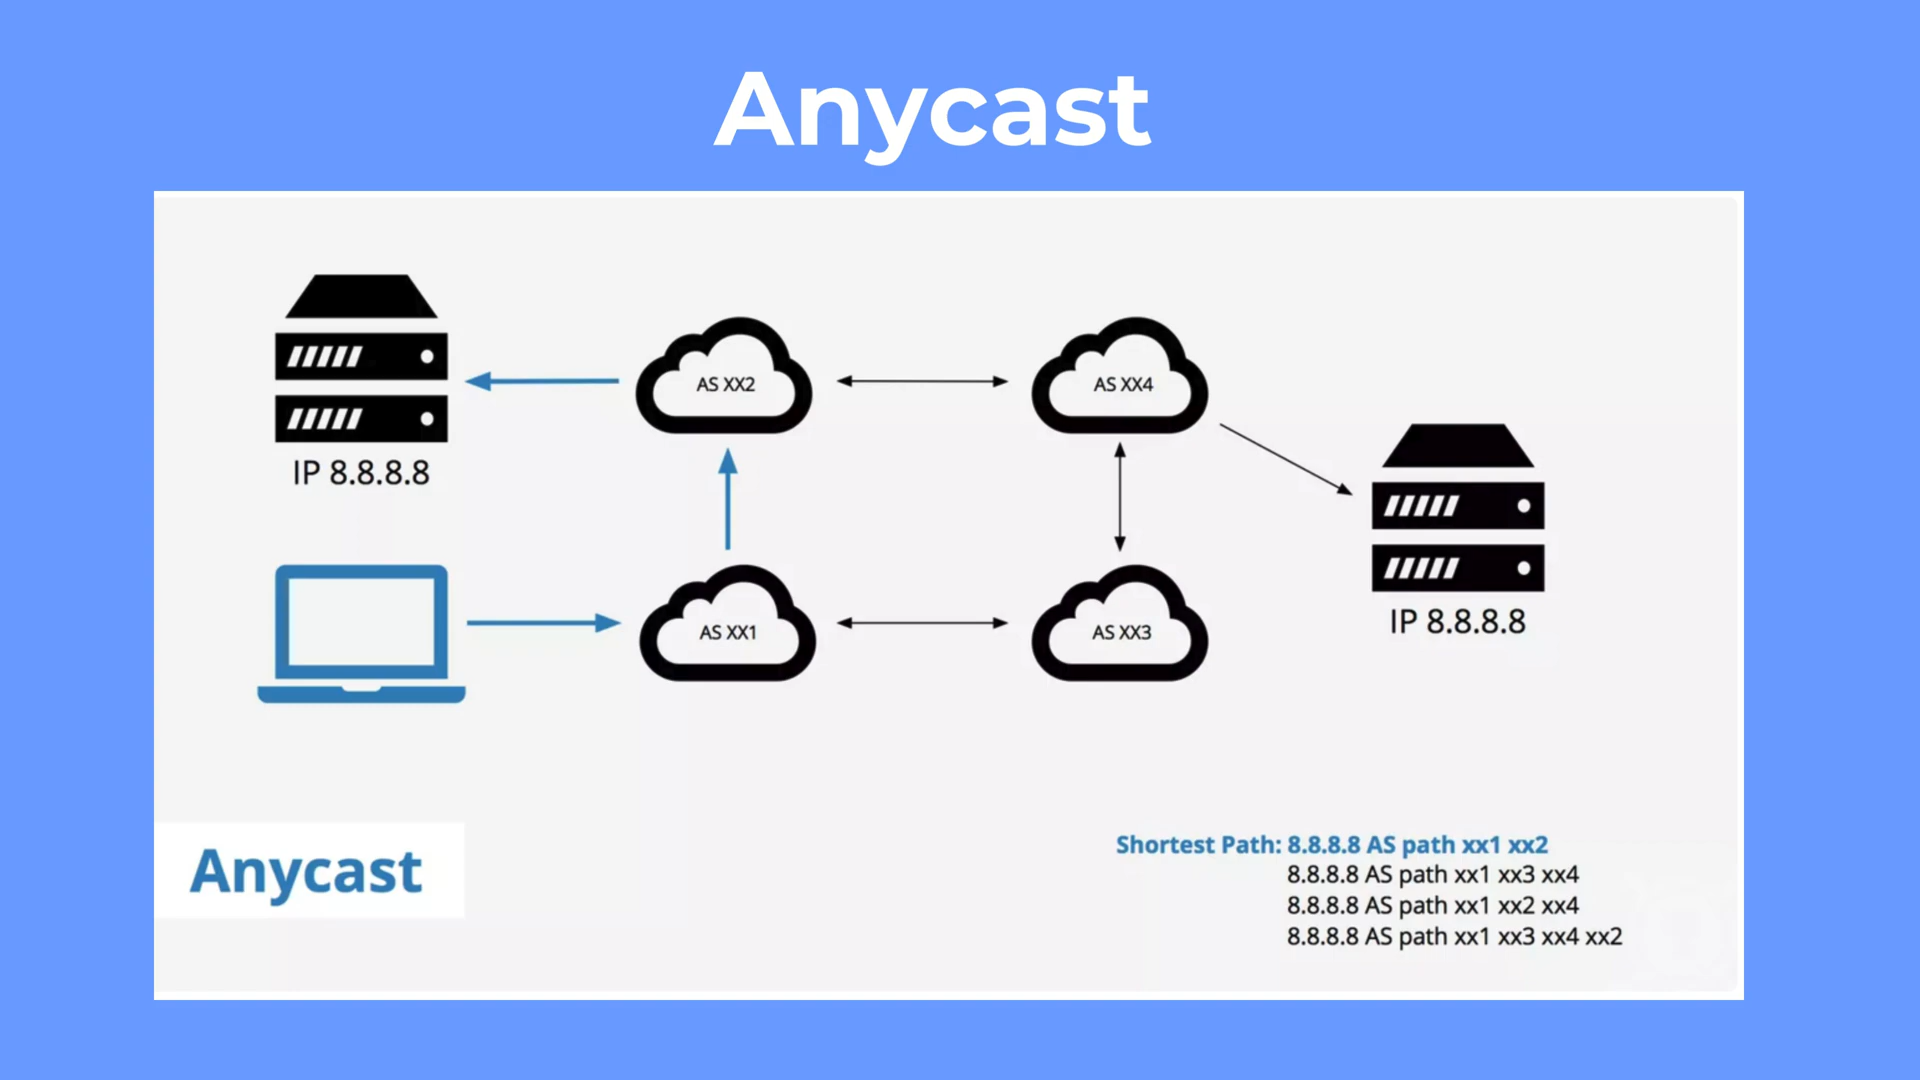 Anycast
AS XX2
AS XX4
IP 8.8.8.8
AS XX1
AS XX3
IP 8.8.8.8
Anycast
Shortest Path: 8.8.8.8 AS path xx1 xx2
8.8.8.8 AS path xx1 xx3 xx4
8.8.8.8 AS path xx1 xx2 xx4
8.8.8.8 AS path xx1 xx3 xx4 xx2